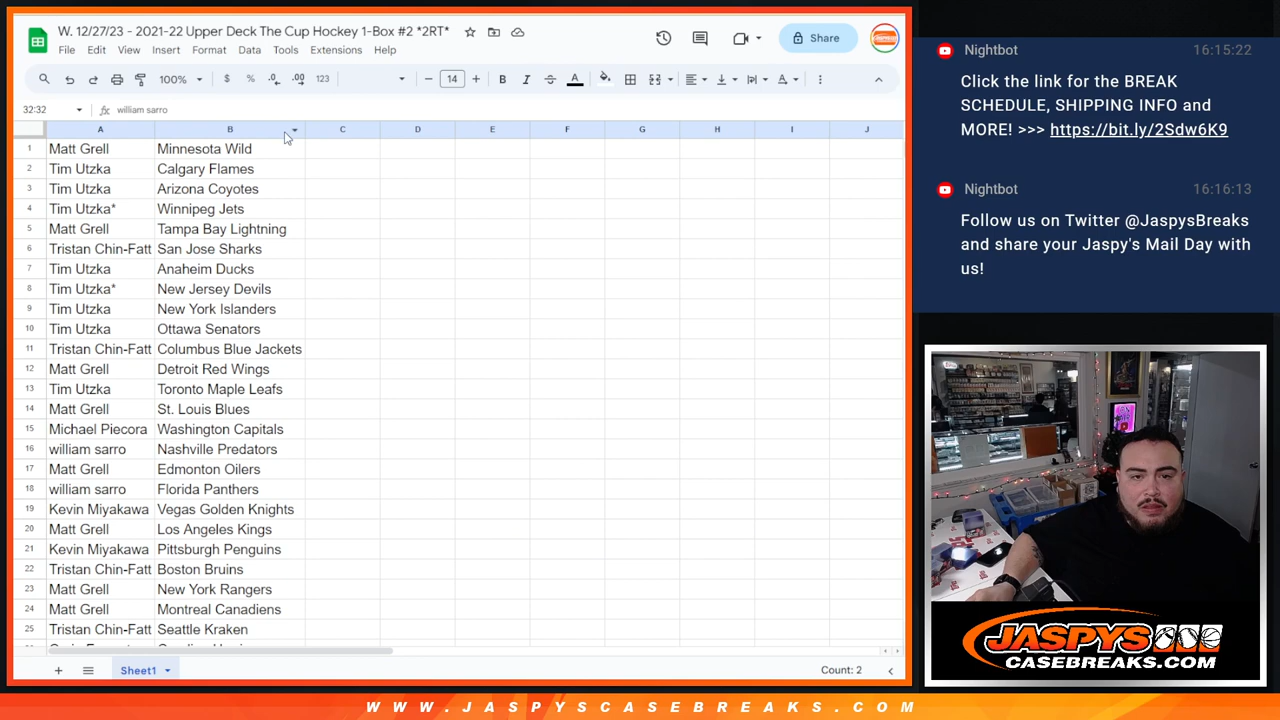 W. 12/27/23 - 2021-22 Upper Deck The Cup Hockey 1-Box #2 *2RT*
File Edit View Insert Format Data Tools Extensions Help
Share
100% $ % .0 .00 123 14 B I S A
32:32 fx william sarro
A B C D E F G H I J
1 Matt Grell Minnesota Wild
2 Tim Utzka Calgary Flames
3 Tim Utzka Arizona Coyotes
4 Tim Utzka* Winnipeg Jets
5 Matt Grell Tampa Bay Lightning
6 Tristan Chin-Fatt San Jose Sharks
7 Tim Utzka Anaheim Ducks
8 Tim Utzka* New Jersey Devils
9 Tim Utzka New York Islanders
10 Tim Utzka Ottawa Senators
11 Tristan Chin-Fatt Columbus Blue Jackets
12 Matt Grell Detroit Red Wings
13 Tim Utzka Toronto Maple Leafs
14 Matt Grell St. Louis Blues
15 Michael Piecora Washington Capitals
16 william sarro Nashville Predators
17 Matt Grell Edmonton Oilers
18 william sarro Florida Panthers
19 Kevin Miyakawa Vegas Golden Knights
20 Matt Grell Los Angeles Kings
21 Kevin Miyakawa Pittsburgh Penguins
22 Tristan Chin-Fatt Boston Bruins
23 Matt Grell New York Rangers
24 Matt Grell Montreal Canadiens
25 Tristan Chin-Fatt Seattle Kraken
Sheet1
Count: 2
Nightbot 16:15:22
Click the link for the BREAK
SCHEDULE, SHIPPING INFO and
MORE! >>> https://bit.ly/2Sdw6K9
Nightbot 16:16:13
Follow us on Twitter @JaspysBreaks
and share your Jaspy's Mail Day with
us!
JASPYS
CASEBREAKS.COM
WWW.JASPYSCASEBREAKS.COM